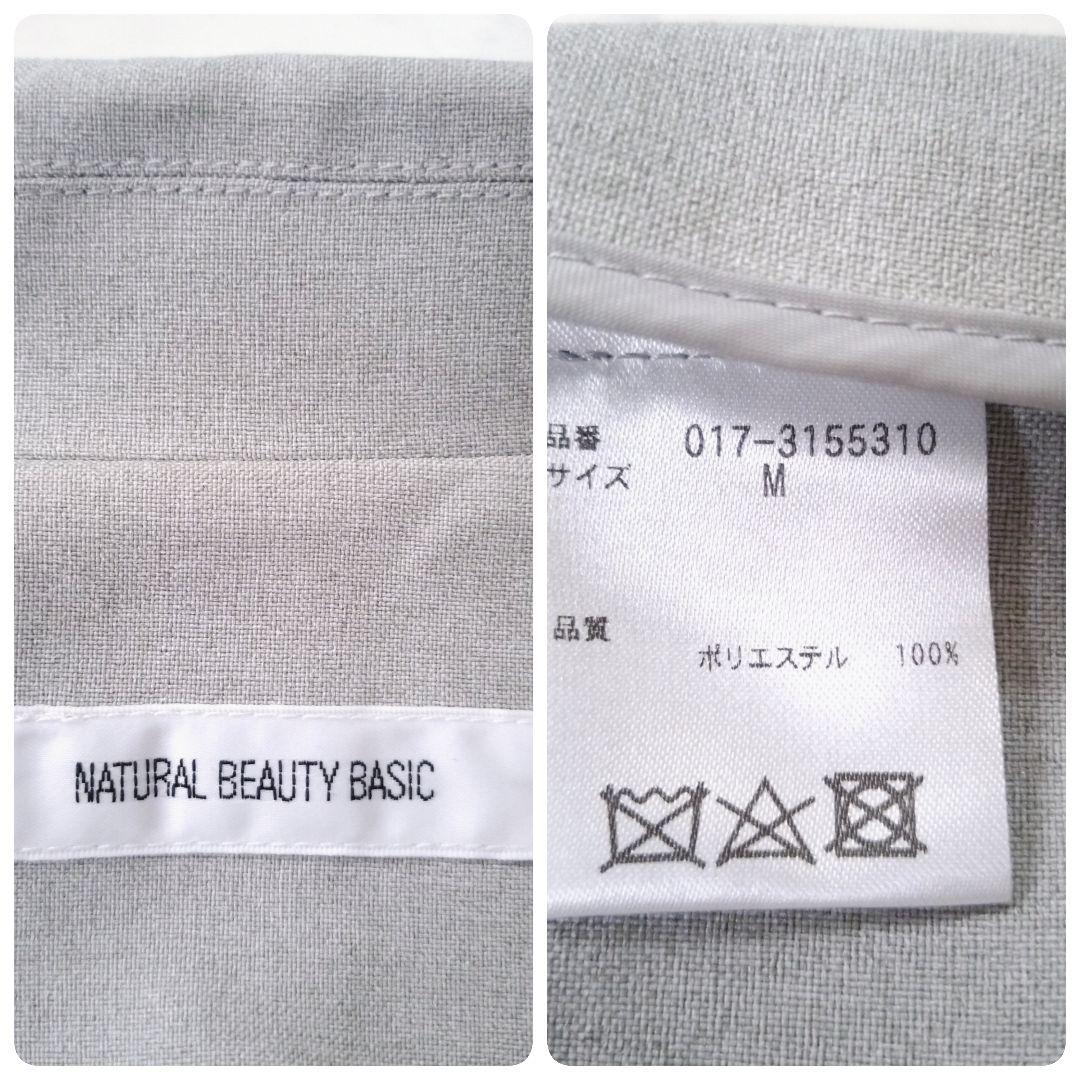 NATURAL BEAUTY BASIC
品番 017-3155310
サイズ M
品質
ポリエステル 100%